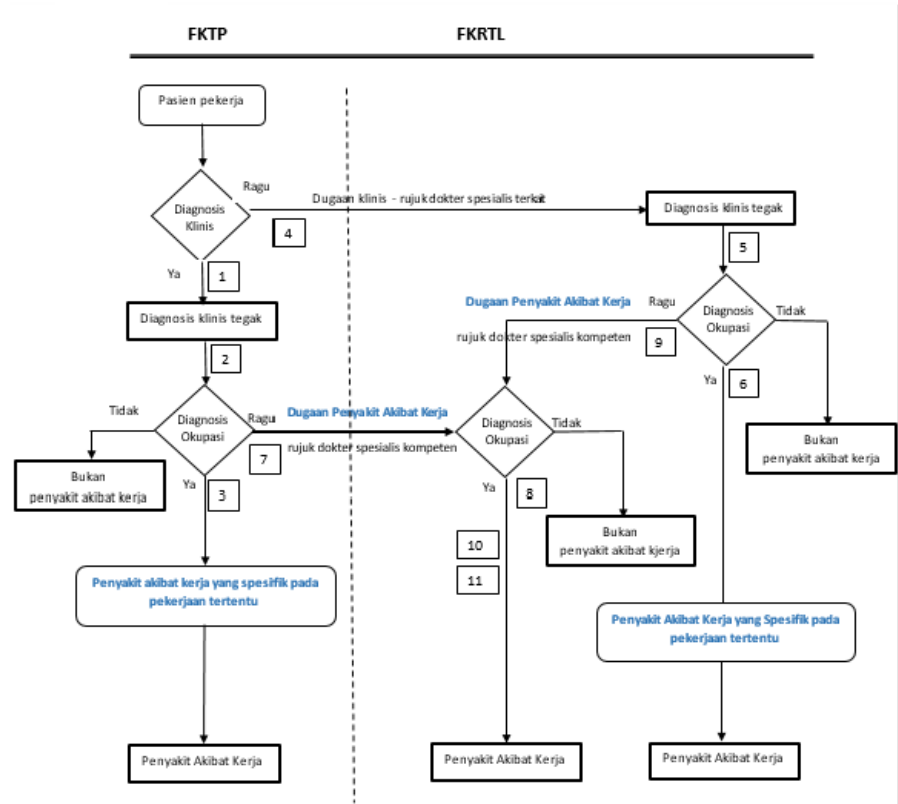 FKTP
FKRTL
Pasien pekerja
Ragu
Diagnosis
Klinis
Dugaan klinis - rujuk dokter spesialis terkait
4
Diagnosis klinis tegak
5
Ya
1
Diagnosis klinis tegak
2
Dugaan Penyakit Akibat Kerja
Ragu
rujuk dokter spesialis kompeten
9
Diagnosis
Okupasi
Tidak
Ya
6
Bukan
penyakit akibat kerja
Tidak
Diagnosis
Okupasi
Ragu
7
Dugaan Penyakit Akibat Kerja
rujuk dokter spesialis kompeten
Diagnosis
Okupasi
Tidak
Bukan
penyakit akibat kerja
Ya
3
Ya
8
10
11
Bukan
penyakit akibat kjerja
Penyakit akibat kerja yang spesifik pada
pekerjaan tertentu
Penyakit Akibat Kerja yang Spesifik pada
pekerjaan tertentu
Penyakit Akibat Kerja
Penyakit Akibat Kerja
Penyakit Akibat Kerja